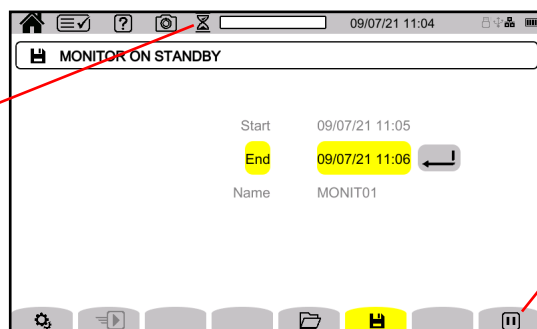 ? 09/07/21 11:04
MONITOR ON STANDBY
Start 09/07/21 11:05
End 09/07/21 11:06
Name MONIT01